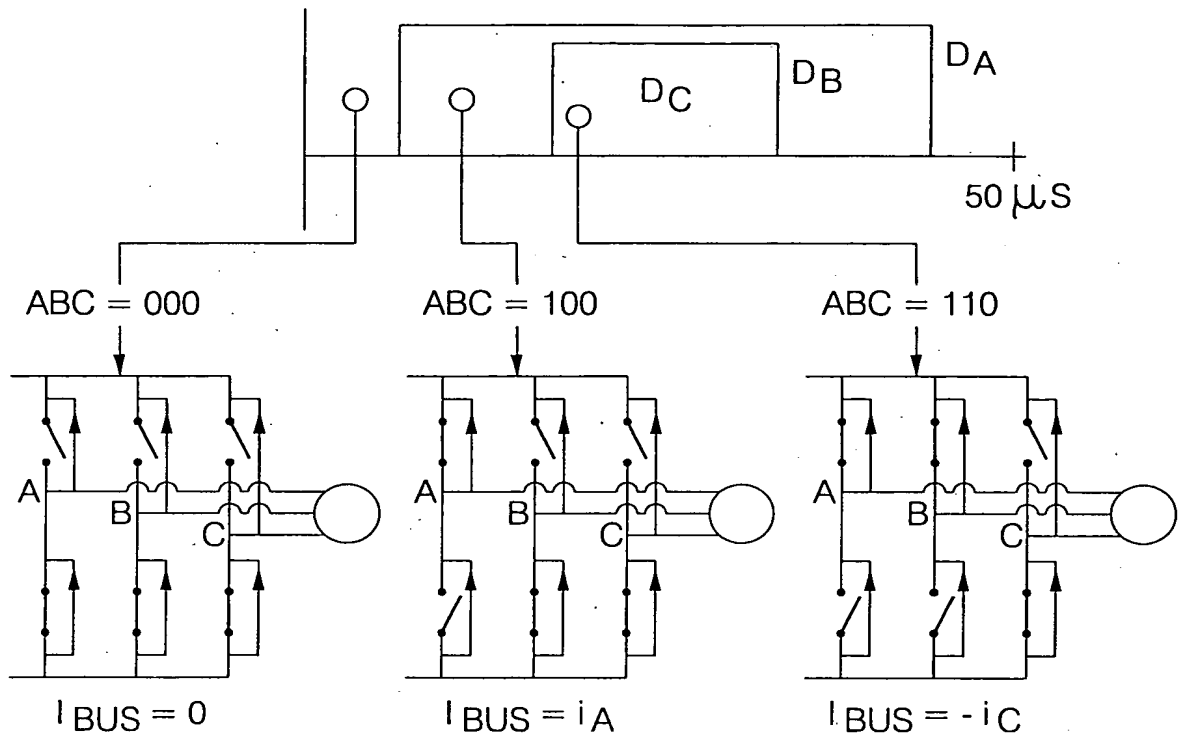 D_A
D_B
D_C
50 μS
ABC = 000
ABC = 100
ABC = 110
A
B
C
A
B
C
A
B
C
I_BUS = 0
I_BUS = i_A
I_BUS = -i_C